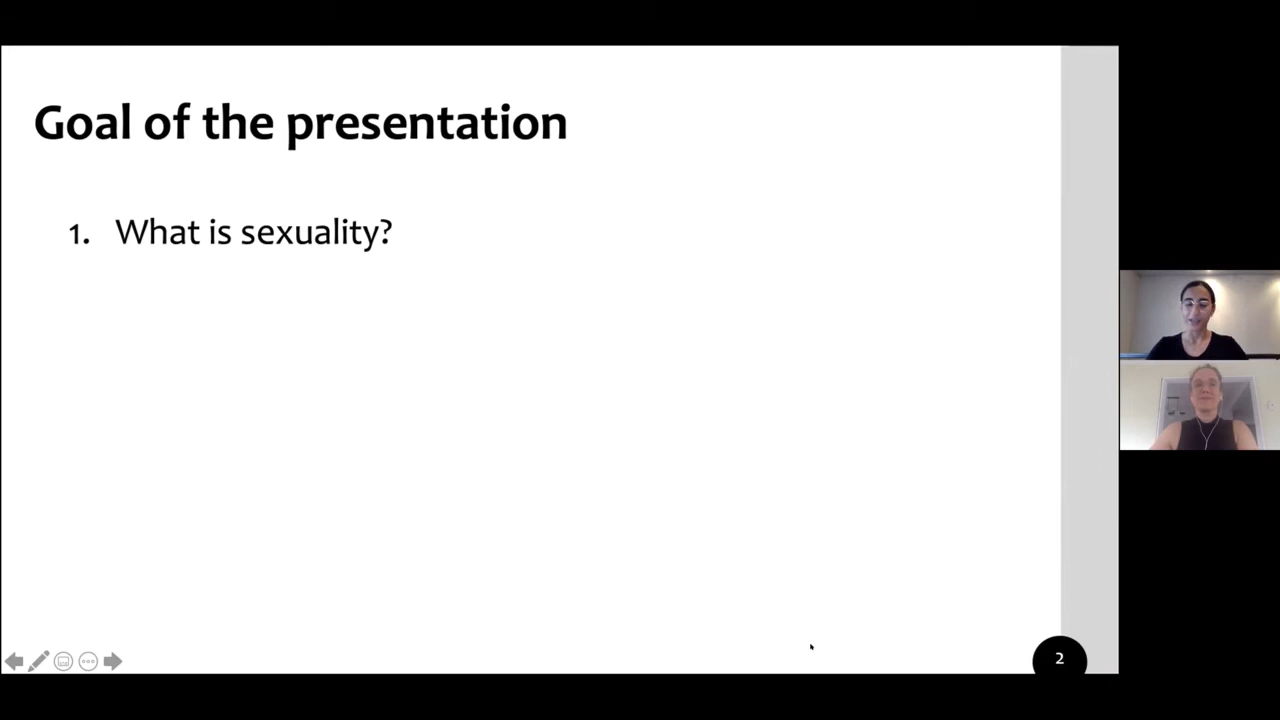 Goal of the presentation
1. What is sexuality?
2